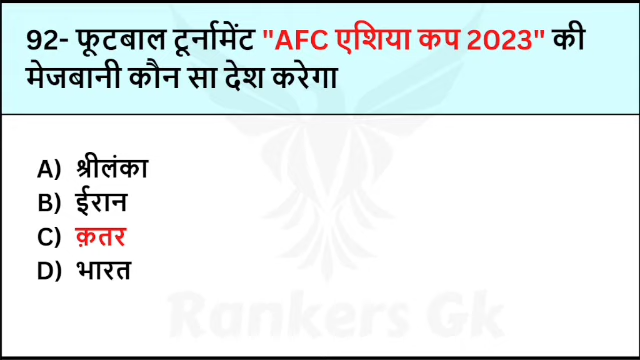 92- फूटबाल टूर्नामेंट "AFC एशिया कप 2023" की
मेजबानी कौन सा देश करेगा
A) श्रीलंका
B) ईरान
C) क़तर
D) भारत
Rankers Gk